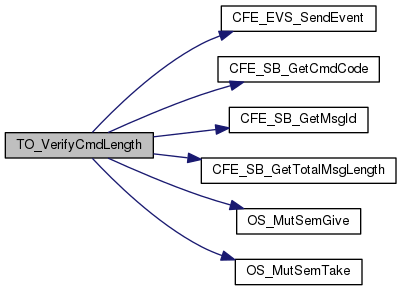 CFE_EVS_SendEvent
CFE_SB_GetCmdCode
CFE_SB_GetMsgId
TO_VerifyCmdLength
CFE_SB_GetTotalMsgLength
OS_MutSemGive
OS_MutSemTake